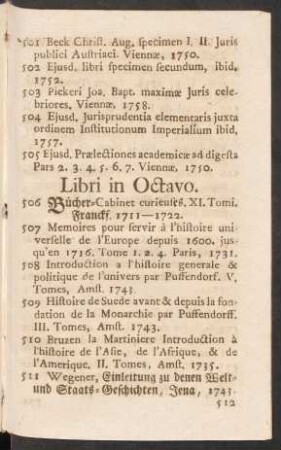 501 Beck Christ. Aug. specimen I. II. Juris
publici Austriaci. Viennæ, 1750.
502 Ejusd. libri specimen secundum, ibid.
1752.
503 Pickeri Joa. Bapt. maximæ Juris cele-
briores, Viennæ, 1758.
504 Ejusd. Jurisprudentia elementaris juxta
ordinem Institutionum Imperialium ibid.
1757.
505 Ejusd. Prælectiones academicæ ad digesta
Pars 2. 3. 4. 5. 6. 7. Viennæ, 1750.
Libri in Octavo.
506 Bücher-Cabinet curieuses. XI. Tomi.
Franckf. 1711—1722.
507 Memoires pour servir à l'histoire uni-
verselle de l'Europe depuis 1600. jus-
qu'en 1716. Tome 1. 2. 4. Paris, 1731.
508 Introduction a l'histoire generale &
politique de l'univers par Puffendorf. V.
Tomes, Amst. 1743.
509 Histoire de Suede avant & depuis la fon-
dation de la Monarchie par Puffendorff.
III. Tomes, Amst. 1743.
510 Bruzen la Martiniere Introduction à
l'histoire de l'Asie, de l'Afrique, & de
l'Amerique. II. Tomes, Amst. 1735.
511 Wegener, Einleitung zu denen Welt-
und Staats-Geschichten, Jena, 1743.
512